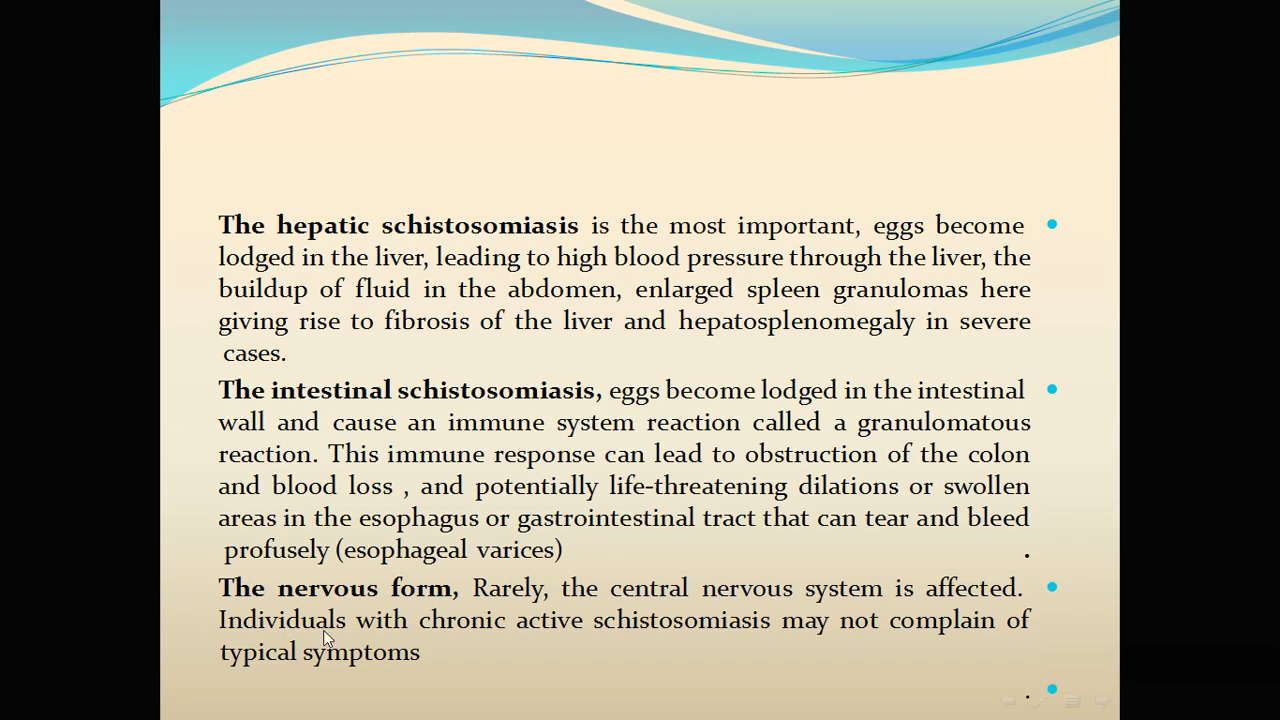 The hepatic schistosomiasis is the most important, eggs become
lodged in the liver, leading to high blood pressure through the liver, the
buildup of fluid in the abdomen, enlarged spleen granulomas here
giving rise to fibrosis of the liver and hepatosplenomegaly in severe
cases.
The intestinal schistosomiasis, eggs become lodged in the intestinal
wall and cause an immune system reaction called a granulomatous
reaction. This immune response can lead to obstruction of the colon
and blood loss , and potentially life-threatening dilations or swollen
areas in the esophagus or gastrointestinal tract that can tear and bleed
profusely (esophageal varices) .
The nervous form, Rarely, the central nervous system is affected.
Individuals with chronic active schistosomiasis may not complain of
typical symptoms
.